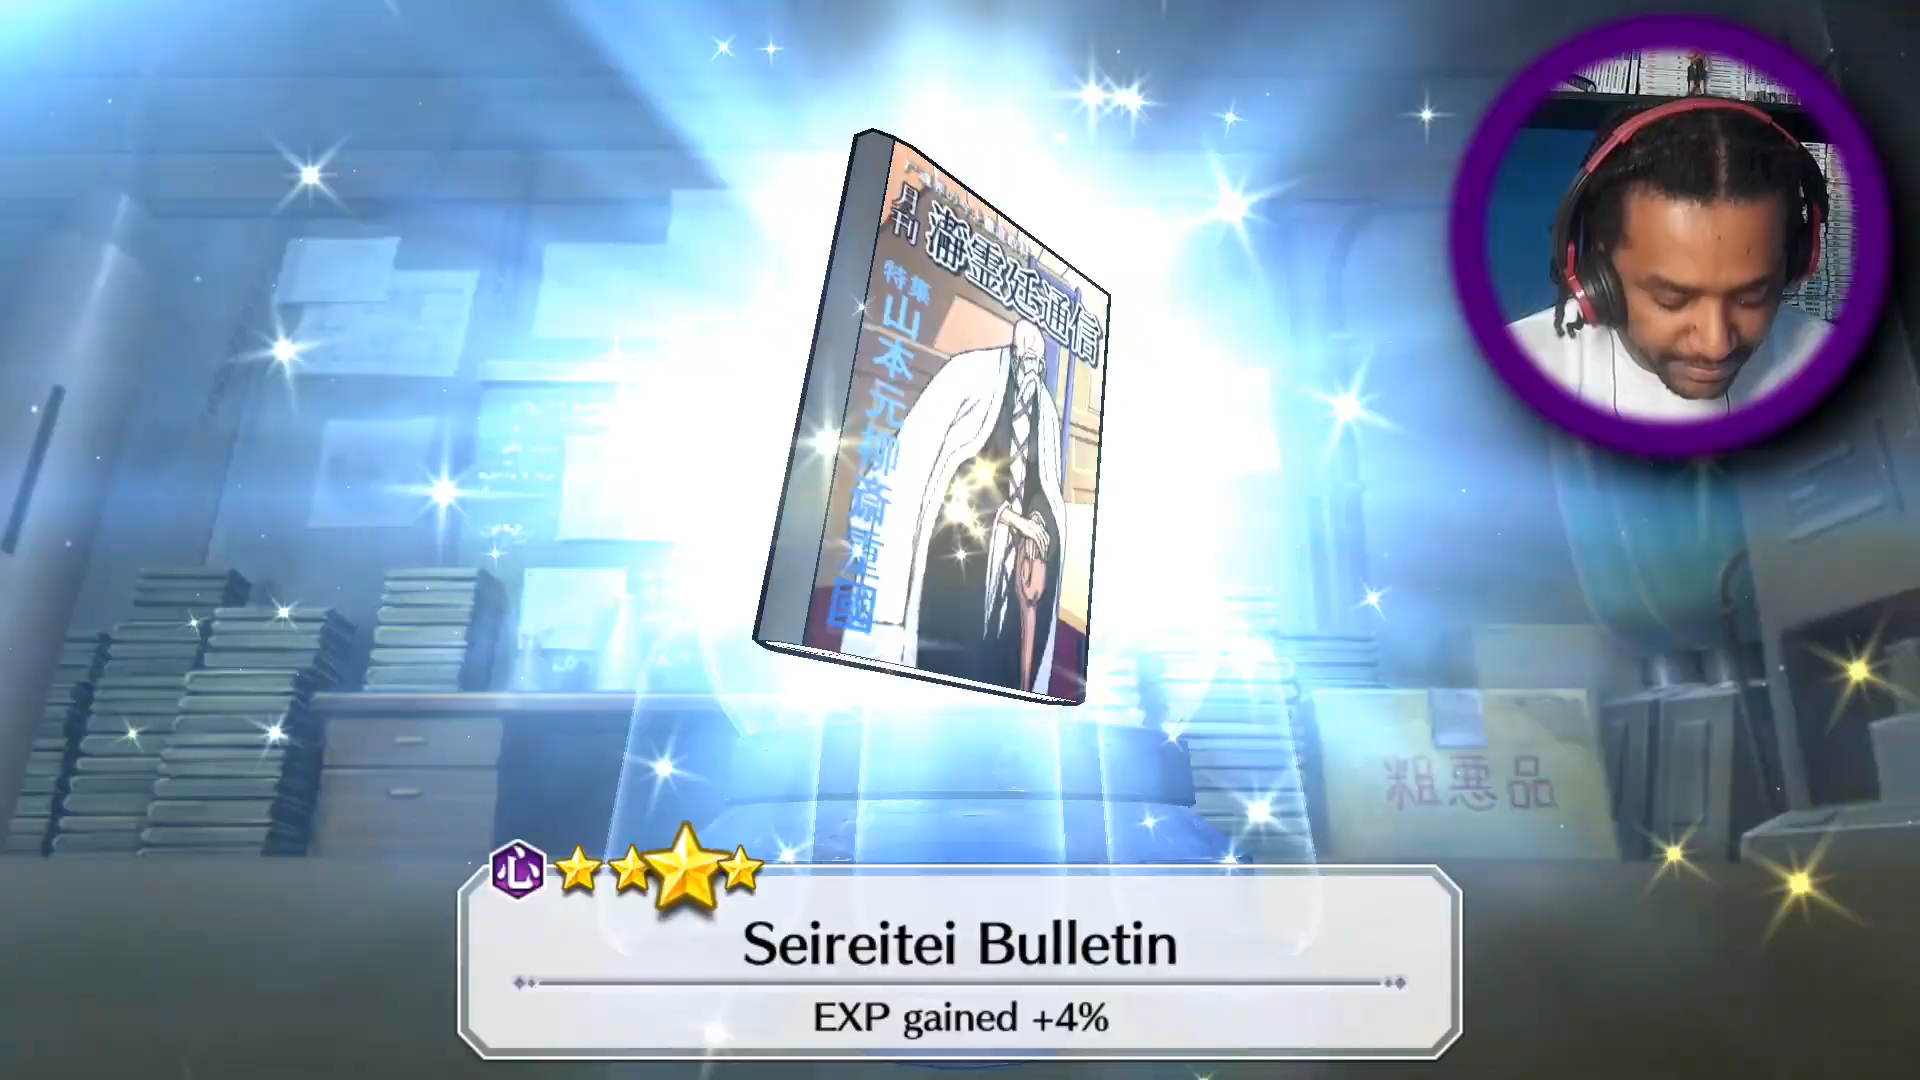 月刊
瀞霊廷通信
特集
山本元柳斎重國
粗悪品
心
Seireitei Bulletin
EXP gained +4%